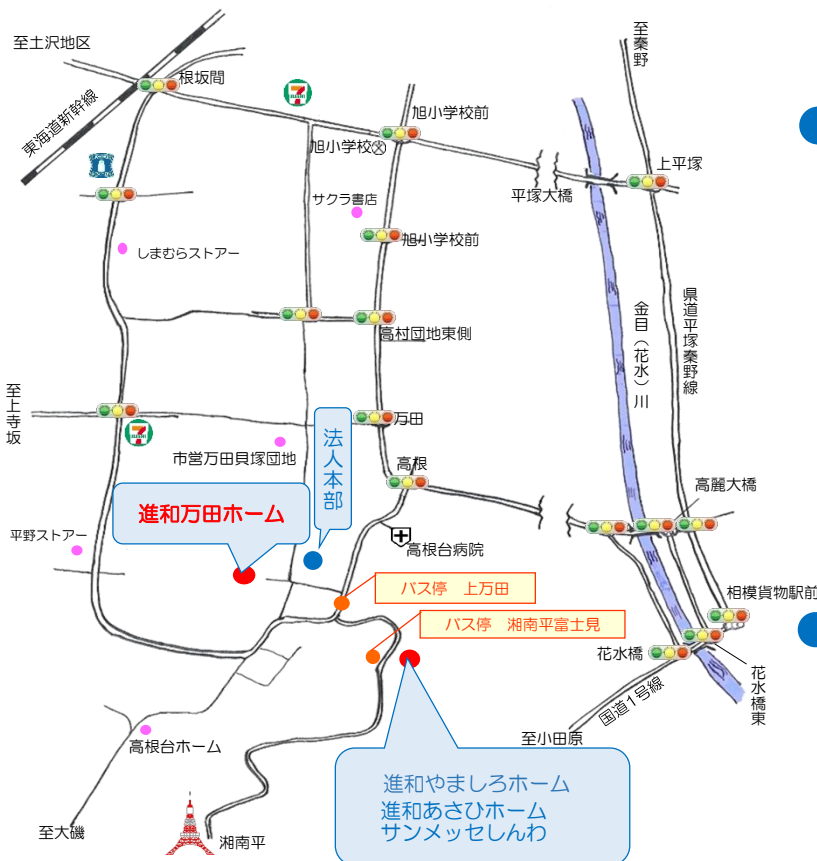 至土沢地区
根坂間
東海道新幹線
至秦野
旭小学校前
旭小学校
サクラ書店
平塚大橋
上平塚
旭小学校前
しまむらストアー
高村団地東側
金目(花水)川
県道平塚秦野線
至上寺坂
万田
市営万田貝塚団地
法人本部
高根
高麗大橋
進和万田ホーム
平野ストアー
高根台病院
バス停 上万田
相模貨物駅前
バス停 湘南平富士見
花水橋
花水橋東
国道1号線
至小田原
高根台ホーム
進和やましろホーム
進和あさひホーム
サンメッセしんわ
至大磯
湘南平